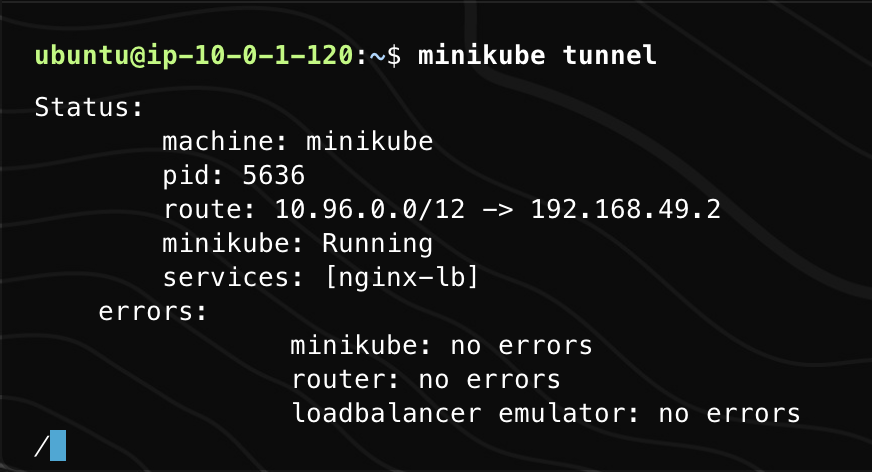 ubuntu@ip-10-0-1-120:~$ minikube tunnel
Status:
machine: minikube
pid: 5636
route: 10.96.0.0/12 -> 192.168.49.2
minikube: Running
services: [nginx-lb]
errors:
minikube: no errors
router: no errors
loadbalancer emulator: no errors
/